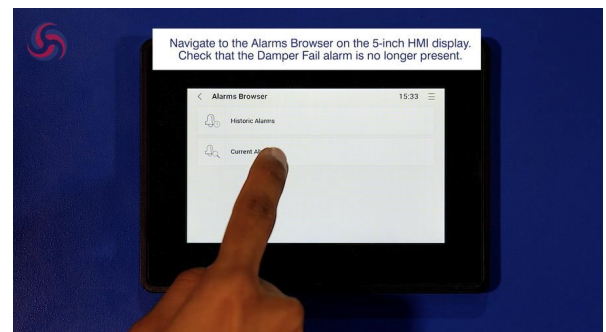 Navigate to the Alarms Browser on the 5-inch HMI display.
Check that the Damper Fail alarm is no longer present.
Alarms Browser 15:33
Historic Alarms
Current